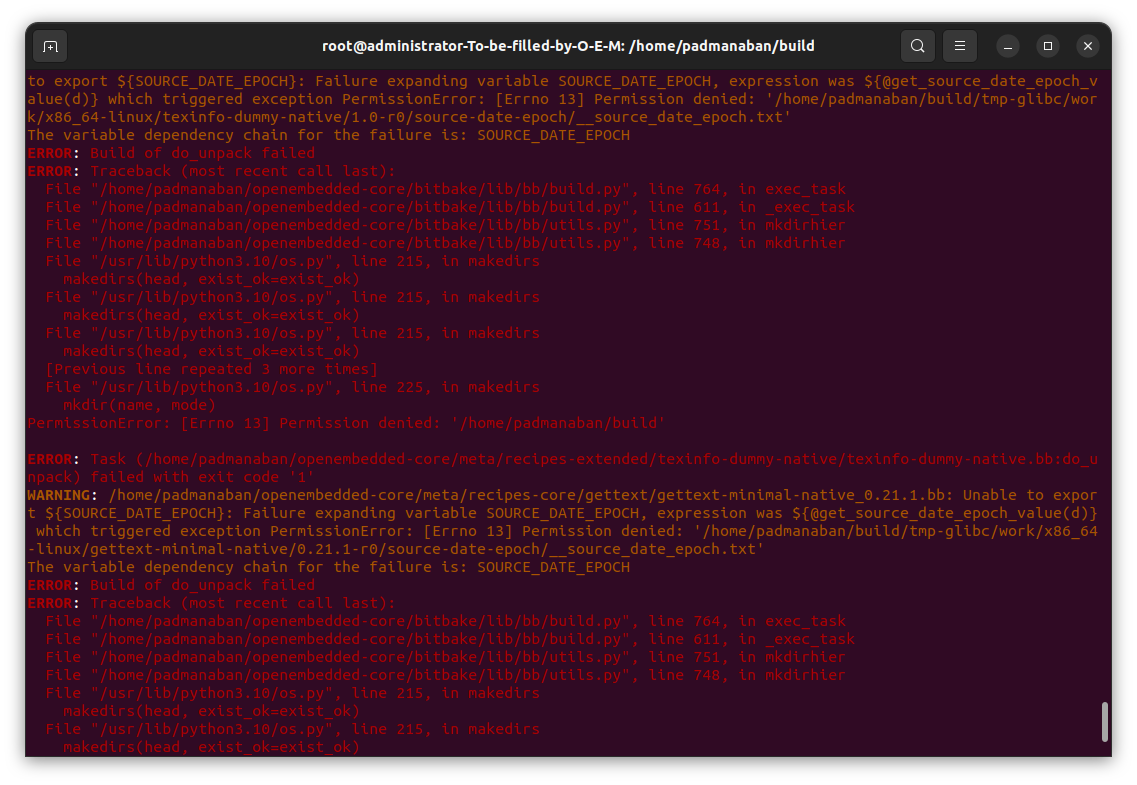 root@administrator-To-be-filled-by-O-E-M: /home/padmanaban/build
to export ${SOURCE_DATE_EPOCH}: Failure expanding variable SOURCE_DATE_EPOCH, expression was ${@get_source_date_epoch_v
alue(d)} which triggered exception PermissionError: [Errno 13] Permission denied: '/home/padmanaban/build/tmp-glibc/wor
k/x86_64-linux/texinfo-dummy-native/1.0-r0/source-date-epoch/__source_date_epoch.txt'
The variable dependency chain for the failure is: SOURCE_DATE_EPOCH
ERROR: Build of do_unpack failed
ERROR: Traceback (most recent call last):
  File "/home/padmanaban/openembedded-core/bitbake/lib/bb/build.py", line 764, in exec_task
  File "/home/padmanaban/openembedded-core/bitbake/lib/bb/build.py", line 611, in _exec_task
  File "/home/padmanaban/openembedded-core/bitbake/lib/bb/utils.py", line 751, in mkdirhier
  File "/home/padmanaban/openembedded-core/bitbake/lib/bb/utils.py", line 748, in mkdirhier
  File "/usr/lib/python3.10/os.py", line 215, in makedirs
    makedirs(head, exist_ok=exist_ok)
  File "/usr/lib/python3.10/os.py", line 215, in makedirs
    makedirs(head, exist_ok=exist_ok)
  File "/usr/lib/python3.10/os.py", line 215, in makedirs
    makedirs(head, exist_ok=exist_ok)
  [Previous line repeated 3 more times]
  File "/usr/lib/python3.10/os.py", line 225, in makedirs
    mkdir(name, mode)
PermissionError: [Errno 13] Permission denied: '/home/padmanaban/build'

ERROR: Task (/home/padmanaban/openembedded-core/meta/recipes-extended/texinfo-dummy-native/texinfo-dummy-native.bb:do_u
npack) failed with exit code '1'
WARNING: /home/padmanaban/openembedded-core/meta/recipes-core/gettext/gettext-minimal-native_0.21.1.bb: Unable to expor
t ${SOURCE_DATE_EPOCH}: Failure expanding variable SOURCE_DATE_EPOCH, expression was ${@get_source_date_epoch_value(d)}
 which triggered exception PermissionError: [Errno 13] Permission denied: '/home/padmanaban/build/tmp-glibc/work/x86_64
-linux/gettext-minimal-native/0.21.1-r0/source-date-epoch/__source_date_epoch.txt'
The variable dependency chain for the failure is: SOURCE_DATE_EPOCH
ERROR: Build of do_unpack failed
ERROR: Traceback (most recent call last):
  File "/home/padmanaban/openembedded-core/bitbake/lib/bb/build.py", line 764, in exec_task
  File "/home/padmanaban/openembedded-core/bitbake/lib/bb/build.py", line 611, in _exec_task
  File "/home/padmanaban/openembedded-core/bitbake/lib/bb/utils.py", line 751, in mkdirhier
  File "/home/padmanaban/openembedded-core/bitbake/lib/bb/utils.py", line 748, in mkdirhier
  File "/usr/lib/python3.10/os.py", line 215, in makedirs
    makedirs(head, exist_ok=exist_ok)
  File "/usr/lib/python3.10/os.py", line 215, in makedirs
    makedirs(head, exist_ok=exist_ok)